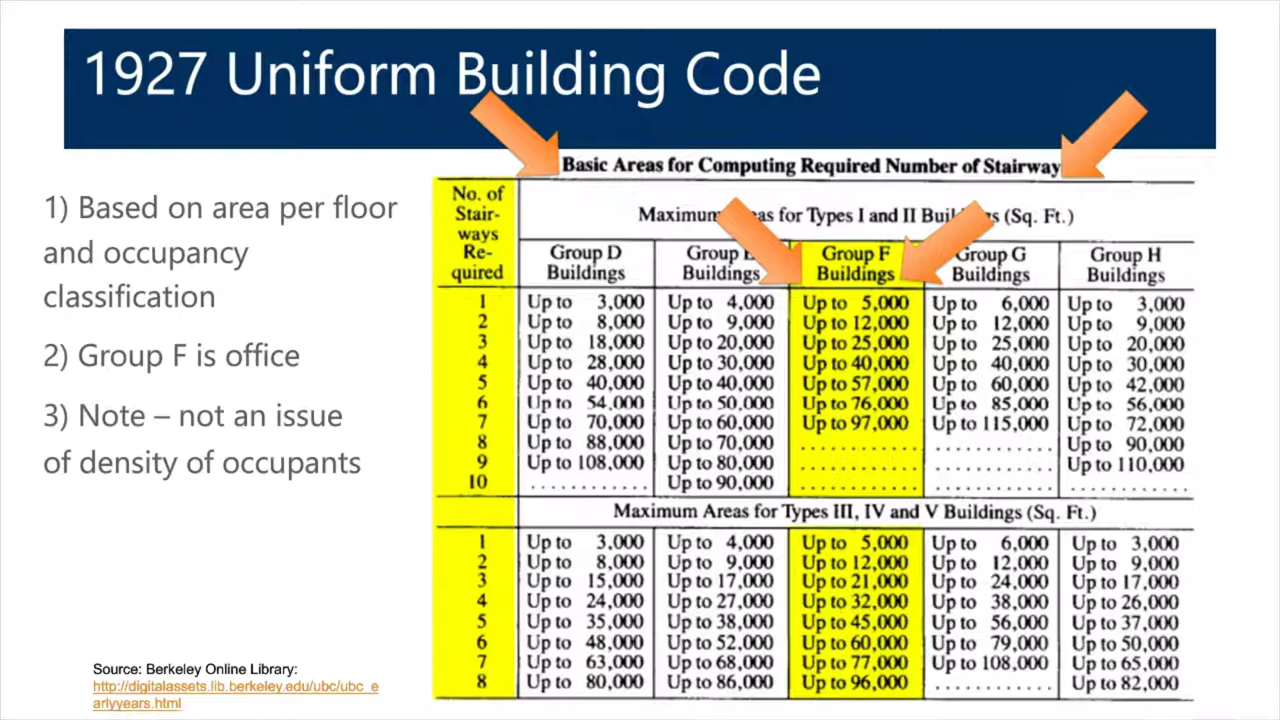 1927 Uniform Building Code
1) Based on area per floor
and occupancy
classification
2) Group F is office
3) Note – not an issue
of density of occupants
Source: Berkeley Online Library:
http://digitalassets.lib.berkeley.edu/ubc/ubc_e
arlyyears.html
Basic Areas for Computing Required Number of Stairway
No. of
Stair-
ways
Re-
quired
Maximum as for Types I and II Buil s (Sq. Ft.)
Group D Group Group F Group G Group H
Buildings Buildings Buildings Buildings Buildings
1 Up to 3,000 Up to 4,000 Up to 5,000 Up to 6,000 Up to 3,000
2 Up to 8,000 Up to 9,000 Up to 12,000 Up to 12,000 Up to 9,000
3 Up to 18,000 Up to 20,000 Up to 25,000 Up to 25,000 Up to 20,000
4 Up to 28,000 Up to 30,000 Up to 40,000 Up to 40,000 Up to 30,000
5 Up to 40,000 Up to 40,000 Up to 57,000 Up to 60,000 Up to 42,000
6 Up to 54,000 Up to 50,000 Up to 76,000 Up to 85,000 Up to 56,000
7 Up to 70,000 Up to 60,000 Up to 97,000 Up to 115,000 Up to 72,000
8 Up to 88,000 Up to 70,000 ............ ............ Up to 90,000
9 Up to 108,000 Up to 80,000 ............ ............ Up to 110,000
10 ............ Up to 90,000 ............ ............ ............
Maximum Areas for Types III, IV and V Buildings (Sq. Ft.)
1 Up to 3,000 Up to 4,000 Up to 5,000 Up to 6,000 Up to 3,000
2 Up to 8,000 Up to 9,000 Up to 12,000 Up to 12,000 Up to 9,000
3 Up to 15,000 Up to 17,000 Up to 21,000 Up to 24,000 Up to 17,000
4 Up to 24,000 Up to 27,000 Up to 32,000 Up to 38,000 Up to 26,000
5 Up to 35,000 Up to 38,000 Up to 45,000 Up to 56,000 Up to 37,000
6 Up to 48,000 Up to 52,000 Up to 60,000 Up to 79,000 Up to 50,000
7 Up to 63,000 Up to 68,000 Up to 77,000 Up to 108,000 Up to 65,000
8 Up to 80,000 Up to 86,000 Up to 96,000 ............ Up to 82,000